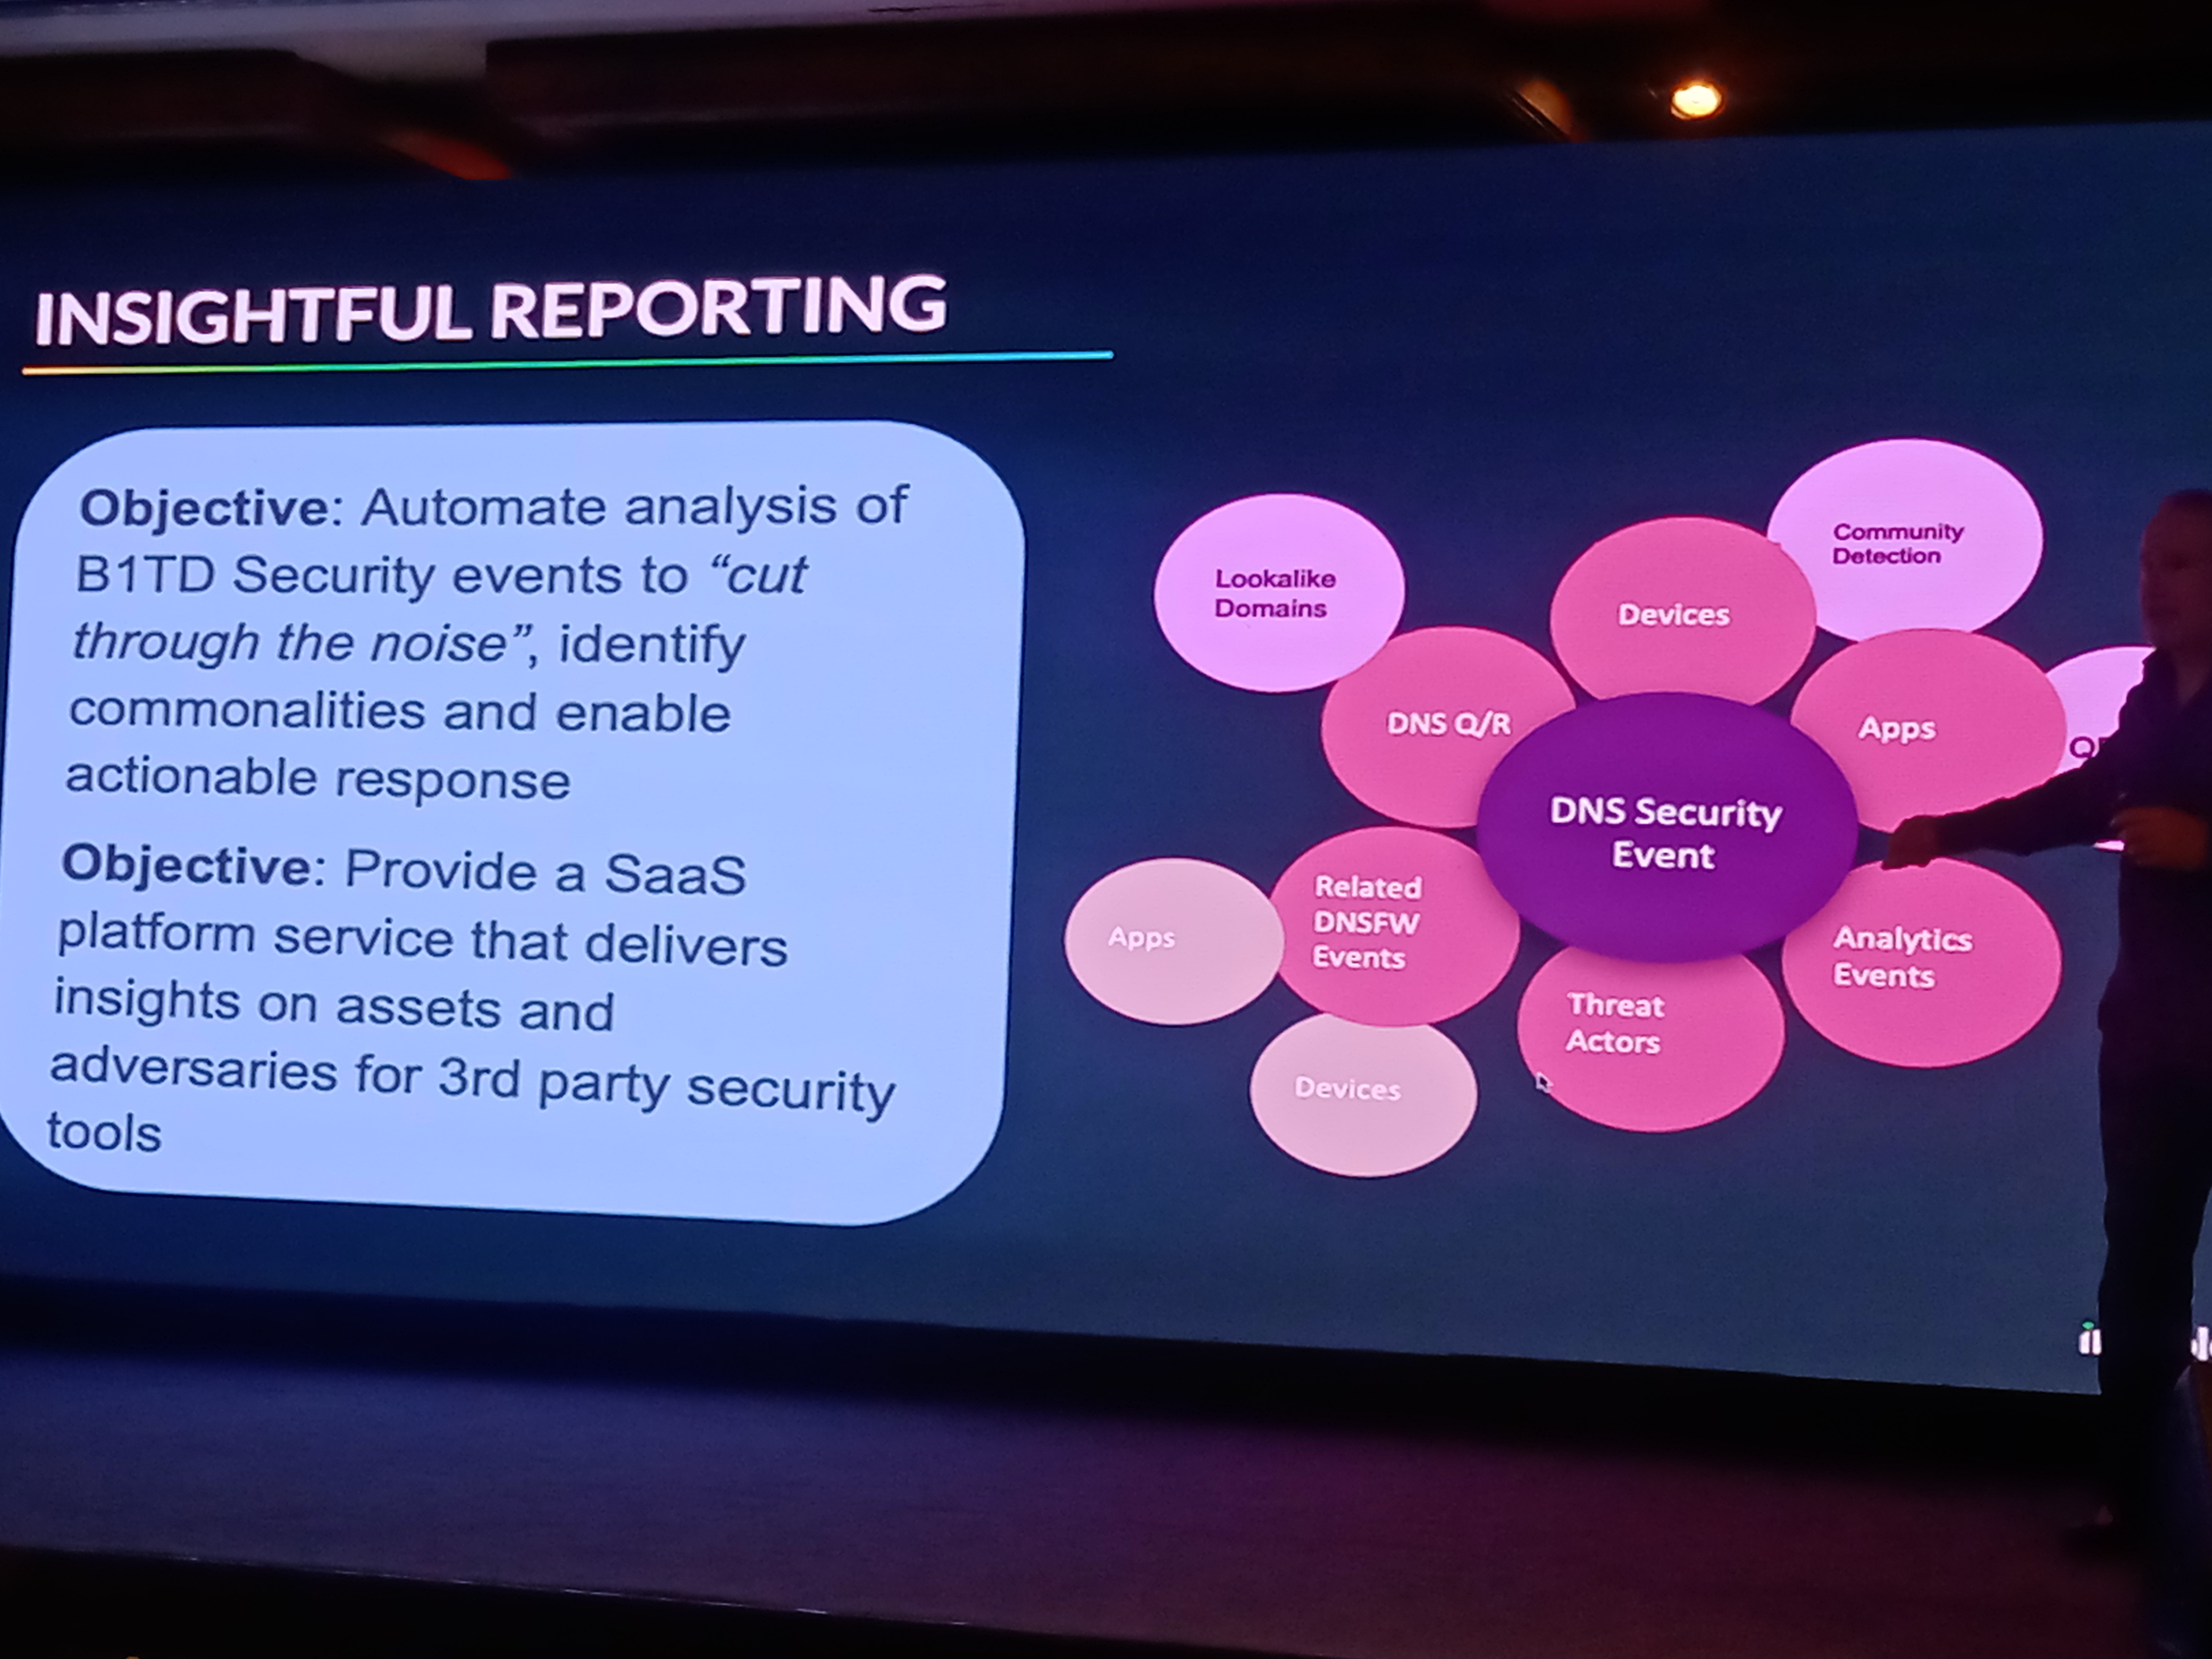 INSIGHTFUL REPORTING
Objective: Automate analysis of
B1TD Security events to “cut
through the noise”, identify
commonalities and enable
actionable response
Objective: Provide a SaaS
platform service that delivers
insights on assets and
adversaries for 3rd party security
tools
Lookalike
Domains
Community
Detection
Devices
DNS Q/R
Apps
DNS Security
Event
Related
DNSFW
Events
Apps
Analytics
Events
Threat
Actors
Devices